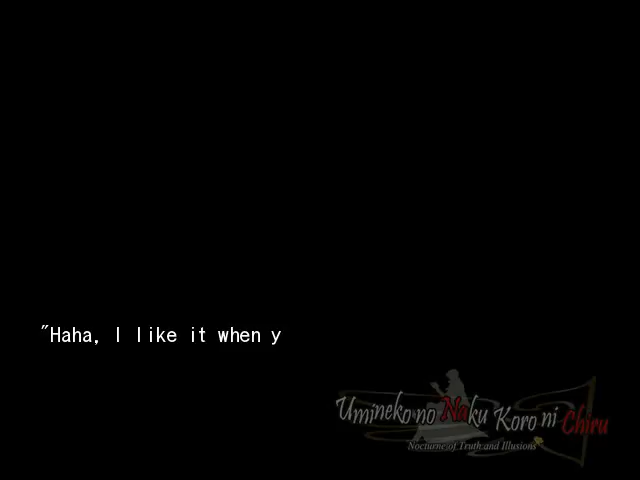 "Haha, I like it when y
Umineko no Naku Koro ni Chiru
Nocturne of Truth and Illusions